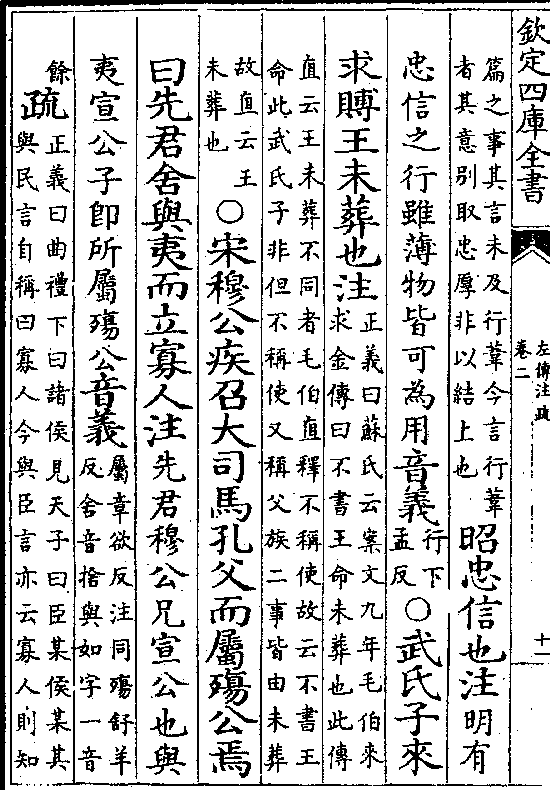 欽定四庫全書
左傳注疏
卷二
十一
篇之事其言未及行葦今言行葦
者其意别取忠厚非以結上也
昭忠信也注明有
忠信之行雖薄物皆可為用音義
行下
孟反
○武氏子來
求賻王未葬也注
正義曰蘇氏云案文九年毛伯來
求金傳曰不書王命未葬也此傳
直云王未葬不同者毛伯直釋不稱使故云不書王
命此武氏子非但不稱使又稱父族二事皆由未葬
故直云王
未葬也
○宋穆公疾召大司馬孔父而屬殤公焉
曰先君舍與夷而立寡人注先君穆公兄宣公也與
夷宣公子即所屬殤公音義
屬章欲反注同殤舒羊
反舍音捨與如字一音
餘
疏
正義曰曲禮下曰諸侯見天子曰臣某侯某其
與民言自稱曰寡人今與臣言亦云寡人則知